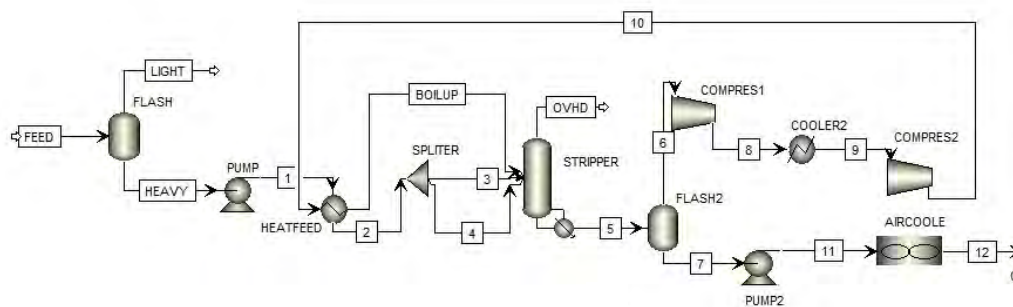 10
LIGHT
FLASH
FEED
HEAVY
PUMP
1
HEATFEED
BOILUP
SPLITER
2
3
4
OVHD
STRIPPER
5
6
COMPRES1
8
COOLER2
9
COMPRES2
FLASH2
7
PUMP2
11
AIRCOOLE
12